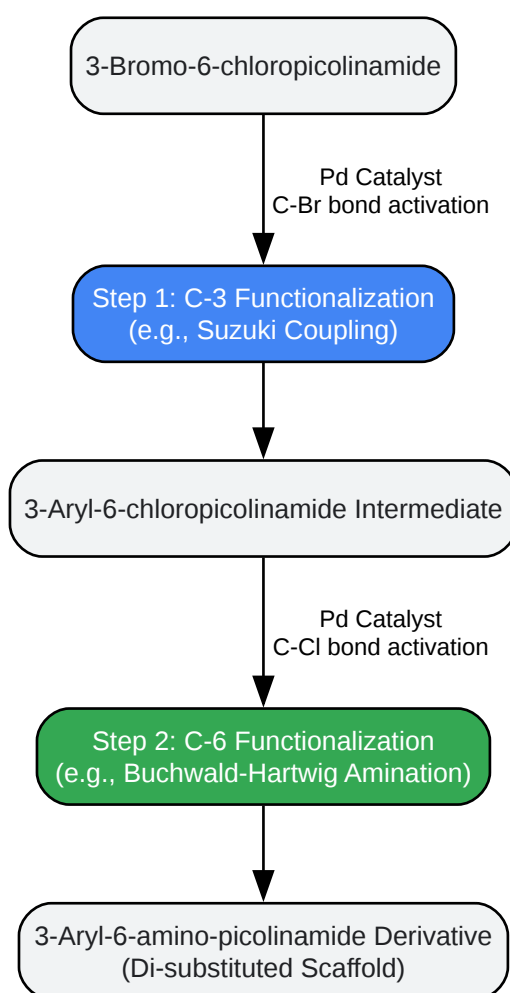 3-Bromo-6-chloropicolinamide
Pd Catalyst
C-Br bond activation
Step 1: C-3 Functionalization
(e.g., Suzuki Coupling)
3-Aryl-6-chloropicolinamide Intermediate
Pd Catalyst
C-Cl bond activation
Step 2: C-6 Functionalization
(e.g., Buchwald-Hartwig Amination)
3-Aryl-6-amino-picolinamide Derivative
(Di-substituted Scaffold)